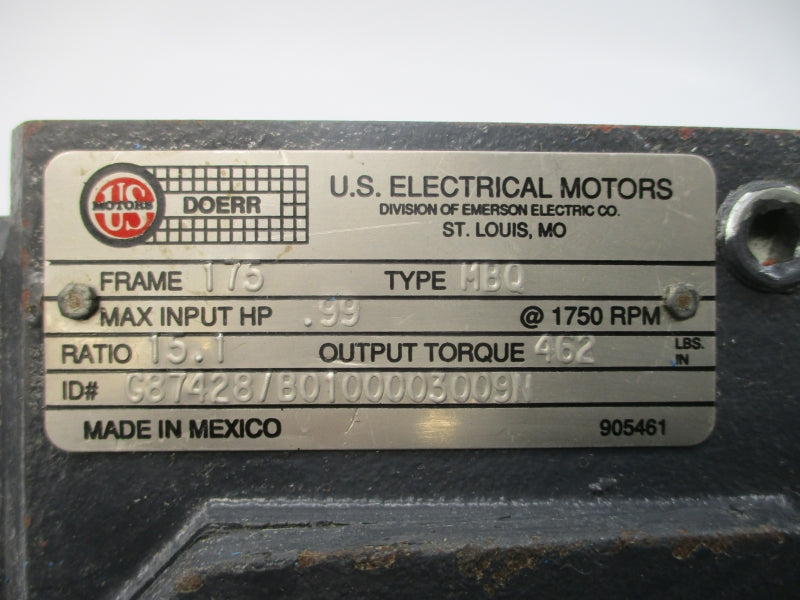 US
MOTORS
DOERR
U.S. ELECTRICAL MOTORS
DIVISION OF EMERSON ELECTRIC CO.
ST. LOUIS, MO
FRAME 175 TYPE MBQ
MAX INPUT HP .99 @ 1750 RPM
RATIO 15.1 OUTPUT TORQUE 462 LBS. IN
ID# G87428/B0100003009N
MADE IN MEXICO 905461